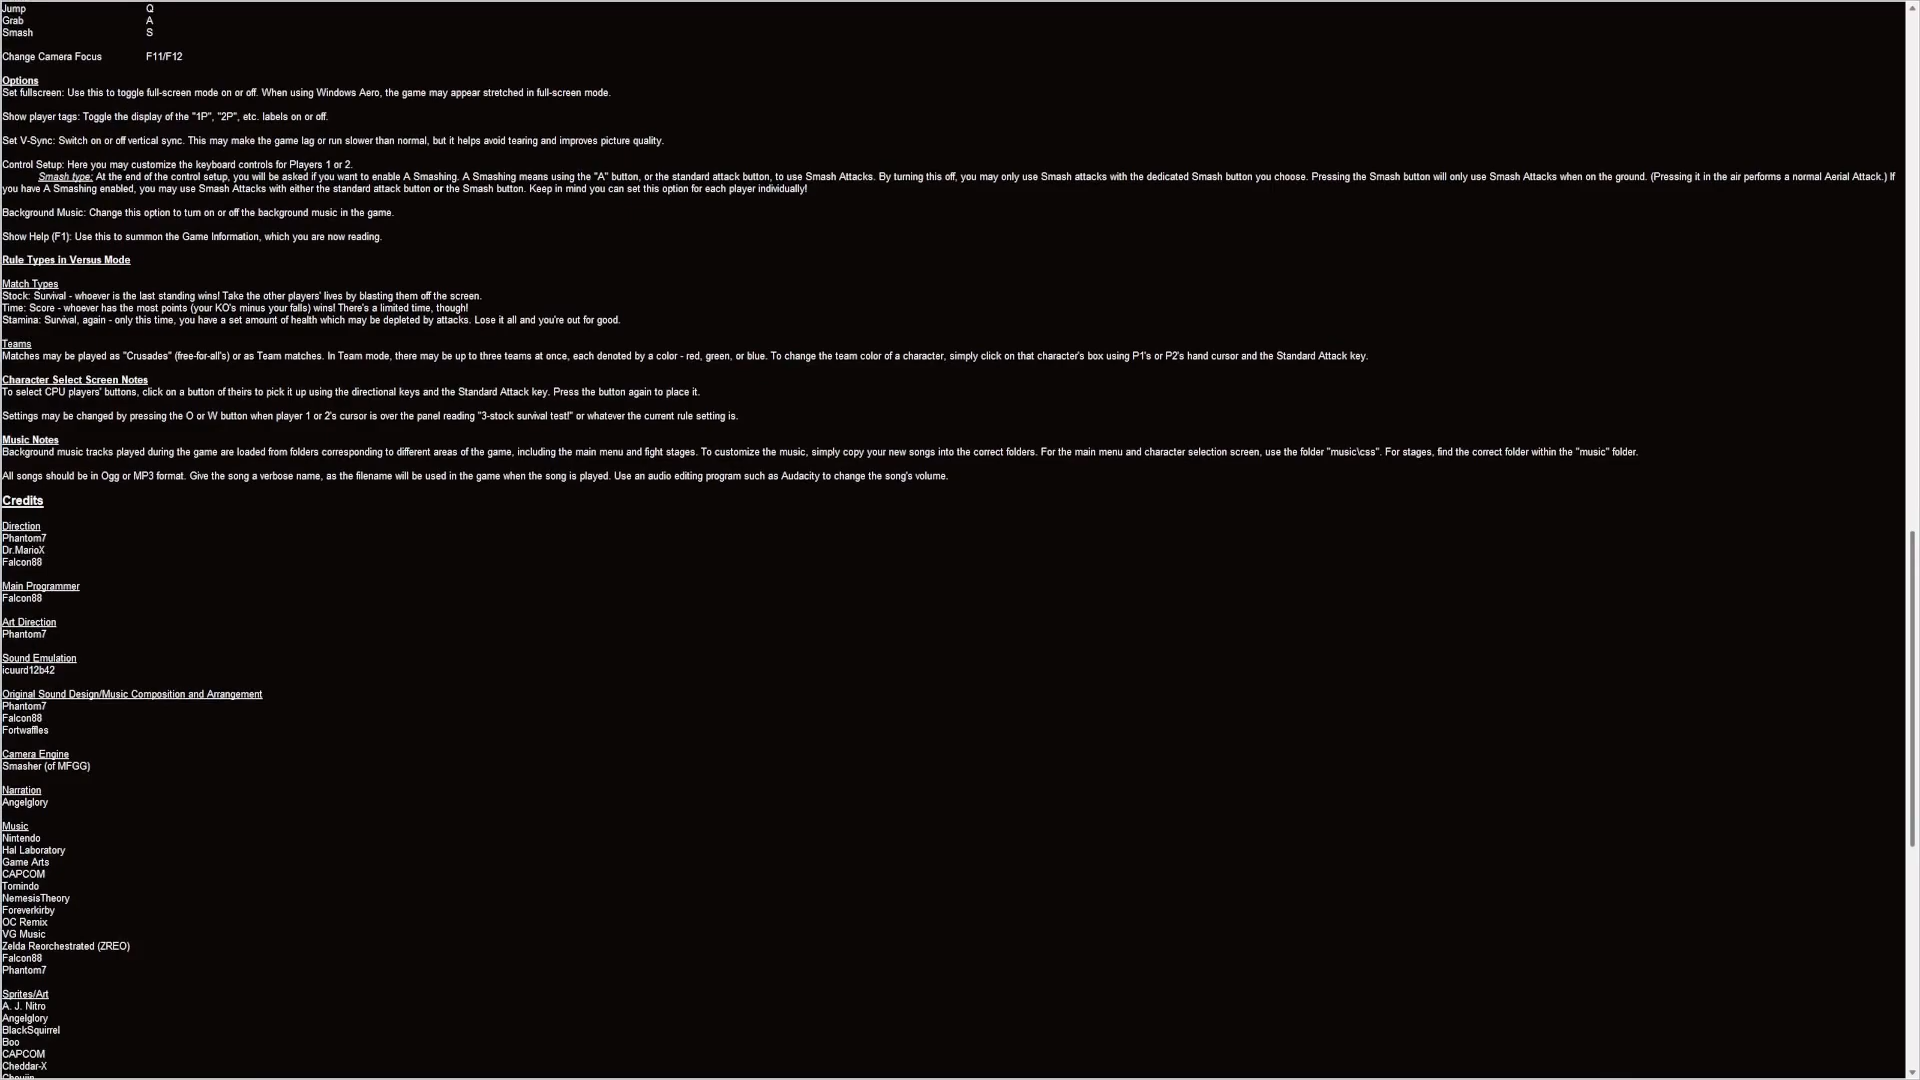 Jump Q
Grab A
Smash S
Change Camera Focus F11/F12
Options
Set fullscreen: Use this to toggle full-screen mode on or off. When using Windows Aero, the game may appear stretched in full-screen mode.
Show player tags: Toggle the display of the "1P", "2P", etc. labels on or off.
Set V-Sync: Switch on or off vertical sync. This may make the game lag or run slower than normal, but it helps avoid tearing and improves picture quality.
Control Setup: Here you may customize the keyboard controls for Players 1 or 2.
Smash type: At the end of the control setup, you will be asked if you want to enable A Smashing. A Smashing means using the "A" button, or the standard attack button, to use Smash Attacks. By turning this off, you may only use Smash attacks with the dedicated Smash button you choose. Pressing the Smash button will only use Smash Attacks when on the ground. (Pressing it in the air performs a normal Aerial Attack.) If
you have A Smashing enabled, you may use Smash Attacks with either the standard attack button or the Smash button. Keep in mind you can set this option for each player individually!
Background Music: Change this option to turn on or off the background music in the game.
Show Help (F1): Use this to summon the Game Information, which you are now reading.
Rule Types in Versus Mode
Match Types
Stock: Survival - whoever is the last standing wins! Take the other players' lives by blasting them off the screen.
Time: Score - whoever has the most points (your KO's minus your falls) wins! There's a limited time, though!
Stamina: Survival, again - only this time, you have a set amount of health which may be depleted by attacks. Lose it all and you're out for good.
Teams
Matches may be played as "Crusades" (free-for-all's) or as Team matches. In Team mode, there may be up to three teams at once, each denoted by a color - red, green, or blue. To change the team color of a character, simply click on that character's box using P1's or P2's hand cursor and the Standard Attack key.
Character Select Screen Notes
To select CPU players' buttons, click on a button of theirs to pick it up using the directional keys and the Standard Attack key. Press the button again to place it.
Settings may be changed by pressing the O or W button when player 1 or 2's cursor is over the panel reading "3-stock survival test!" or whatever the current rule setting is.
Music Notes
Background music tracks played during the game are loaded from folders corresponding to different areas of the game, including the main menu and fight stages. To customize the music, simply copy your new songs into the correct folders. For the main menu and character selection screen, use the folder "music\css". For stages, find the correct folder within the "music" folder.
All songs should be in Ogg or MP3 format. Give the song a verbose name, as the filename will be used in the game when the song is played. Use an audio editing program such as Audacity to change the song's volume.
Credits
Direction
Phantom7
Dr.MarioX
Falcon88
Main Programmer
Falcon88
Art Direction
Phantom7
Sound Emulation
icuurd12b42
Original Sound Design/Music Composition and Arrangement
Phantom7
Falcon88
Fortwaffles
Camera Engine
Smasher (of MFGG)
Narration
Angelglory
Music
Nintendo
Hal Laboratory
Game Arts
CAPCOM
Tomindo
NemesisTheory
Foreverkirby
OC Remix
VG Music
Zelda Reorchestrated (ZREO)
Falcon88
Phantom7
Sprites/Art
A. J. Nitro
Angelglory
BlackSquirrel
Boo
CAPCOM
Cheddar-X